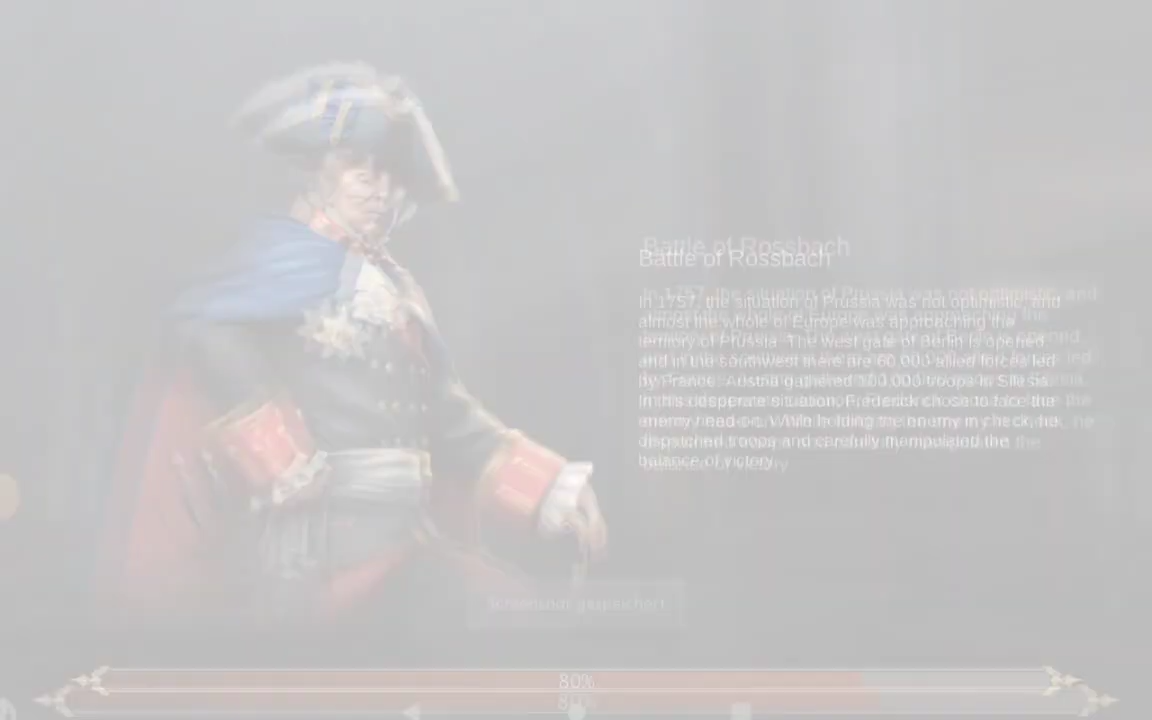 Battle of Rossbach
In 1757, the situation of Prussia was not optimistic, and
almost the whole of Europe was approaching the
territory of Prussia. The west gate of Berlin is opened
and in the southwest there are 60,000 allied forces led
by France. Austria gathered 100,000 troops in Silesia.
In this desperate situation, Frederick chose to face the
enemy head-on. While holding the enemy in check, he
dispatched troops and carefully manipulated the
balance of victory.
Screenshot gespeichert
80%